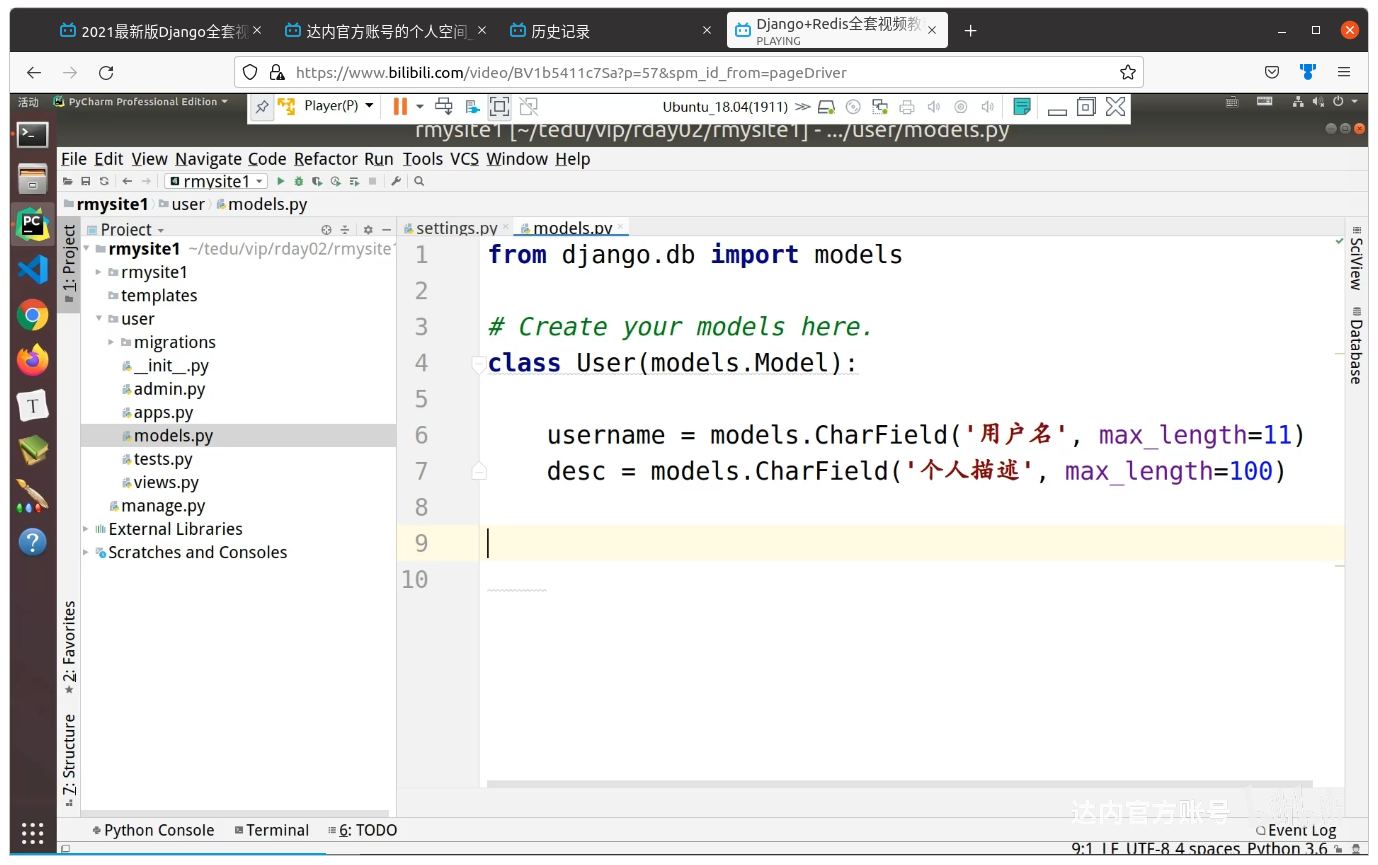 2021最新版Django全套视
达内官方账号的个人空间_
历史记录
Django+Redis全套视频教
PLAYING
https://www.bilibili.com/video/BV1b5411c7Sa?p=57&spm_id_from=pageDriver
活动 PyCharm Professional Edition
Player(P)
Ubuntu_18.04(1911)
rmysite1 [~/tedu/vip/rday02/rmysite1] - .../user/models.py
File Edit View Navigate Code Refactor Run Tools VCS Window Help
rmysite1
rmysite1 user models.py
Project
settings.py models.py
1: Project
rmysite1 ~/tedu/vip/rday02/rmysite1
rmysite1
templates
user
migrations
__init__.py
admin.py
apps.py
models.py
tests.py
views.py
manage.py
External Libraries
Scratches and Consoles
1 from django.db import models
2
3 # Create your models here.
4 class User(models.Model):
5
6 username = models.CharField('用户名', max_length=11)
7 desc = models.CharField('个人描述', max_length=100)
8
9
10
SciView
Database
2: Favorites
7: Structure
达内官方账号
Python Console Terminal 6: TODO
Event Log
9:1 LF UTF-8 4 spaces Python 3.6